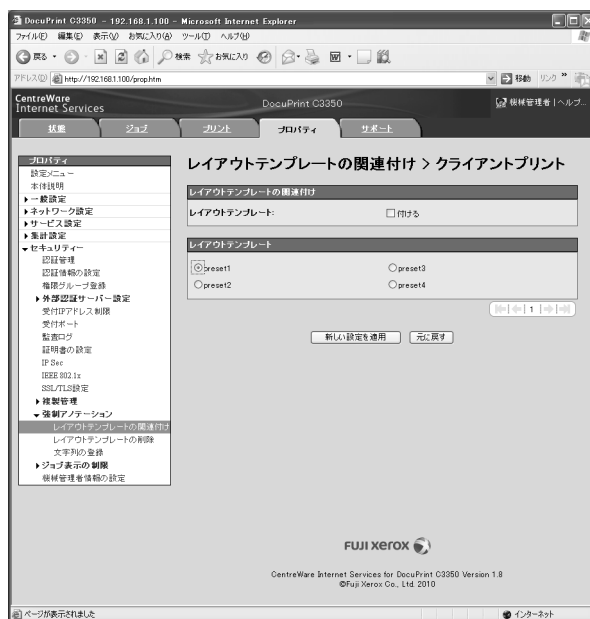 DocuPrint C3350 - 192.168.1.100 - Microsoft Internet Explorer
ファイル(F) 編集(E) 表示(V) お気に入り(A) ツール(T) ヘルプ(H)
戻る 検索 お気に入り
アドレス(D) http://192.168.1.100/prop.htm 移動 リンク »
CentreWare
Internet Services
DocuPrint C3350
機械管理者 | ヘルプ...
状態 ジョブ プリント プロパティ サポート
プロパティ
設定メニュー
本体説明
一般設定
ネットワーク設定
サービス設定
集計設定
セキュリティー
認証管理
認証情報の設定
権限グループ登録
外部認証サーバー設定
受付IPアドレス制限
受付ポート
監査ログ
証明書の設定
IP Sec
IEEE 802.1x
SSL/TLS設定
複製管理
強制アノテーション
レイアウトテンプレートの関連付け
レイアウトテンプレートの削除
文字列の登録
ジョブ表示の制限
機械管理者情報の設定
レイアウトテンプレートの関連付け > クライアントプリント
レイアウトテンプレートの関連付け
レイアウトテンプレート: 付ける
レイアウトテンプレート
preset1 preset3
preset2 preset4
1
新しい設定を適用 元に戻す
FUJI XEROX
CentreWare Internet Services for DocuPrint C3350 Version 1.8
©Fuji Xerox Co., Ltd. 2010
ページが表示されました
インターネット